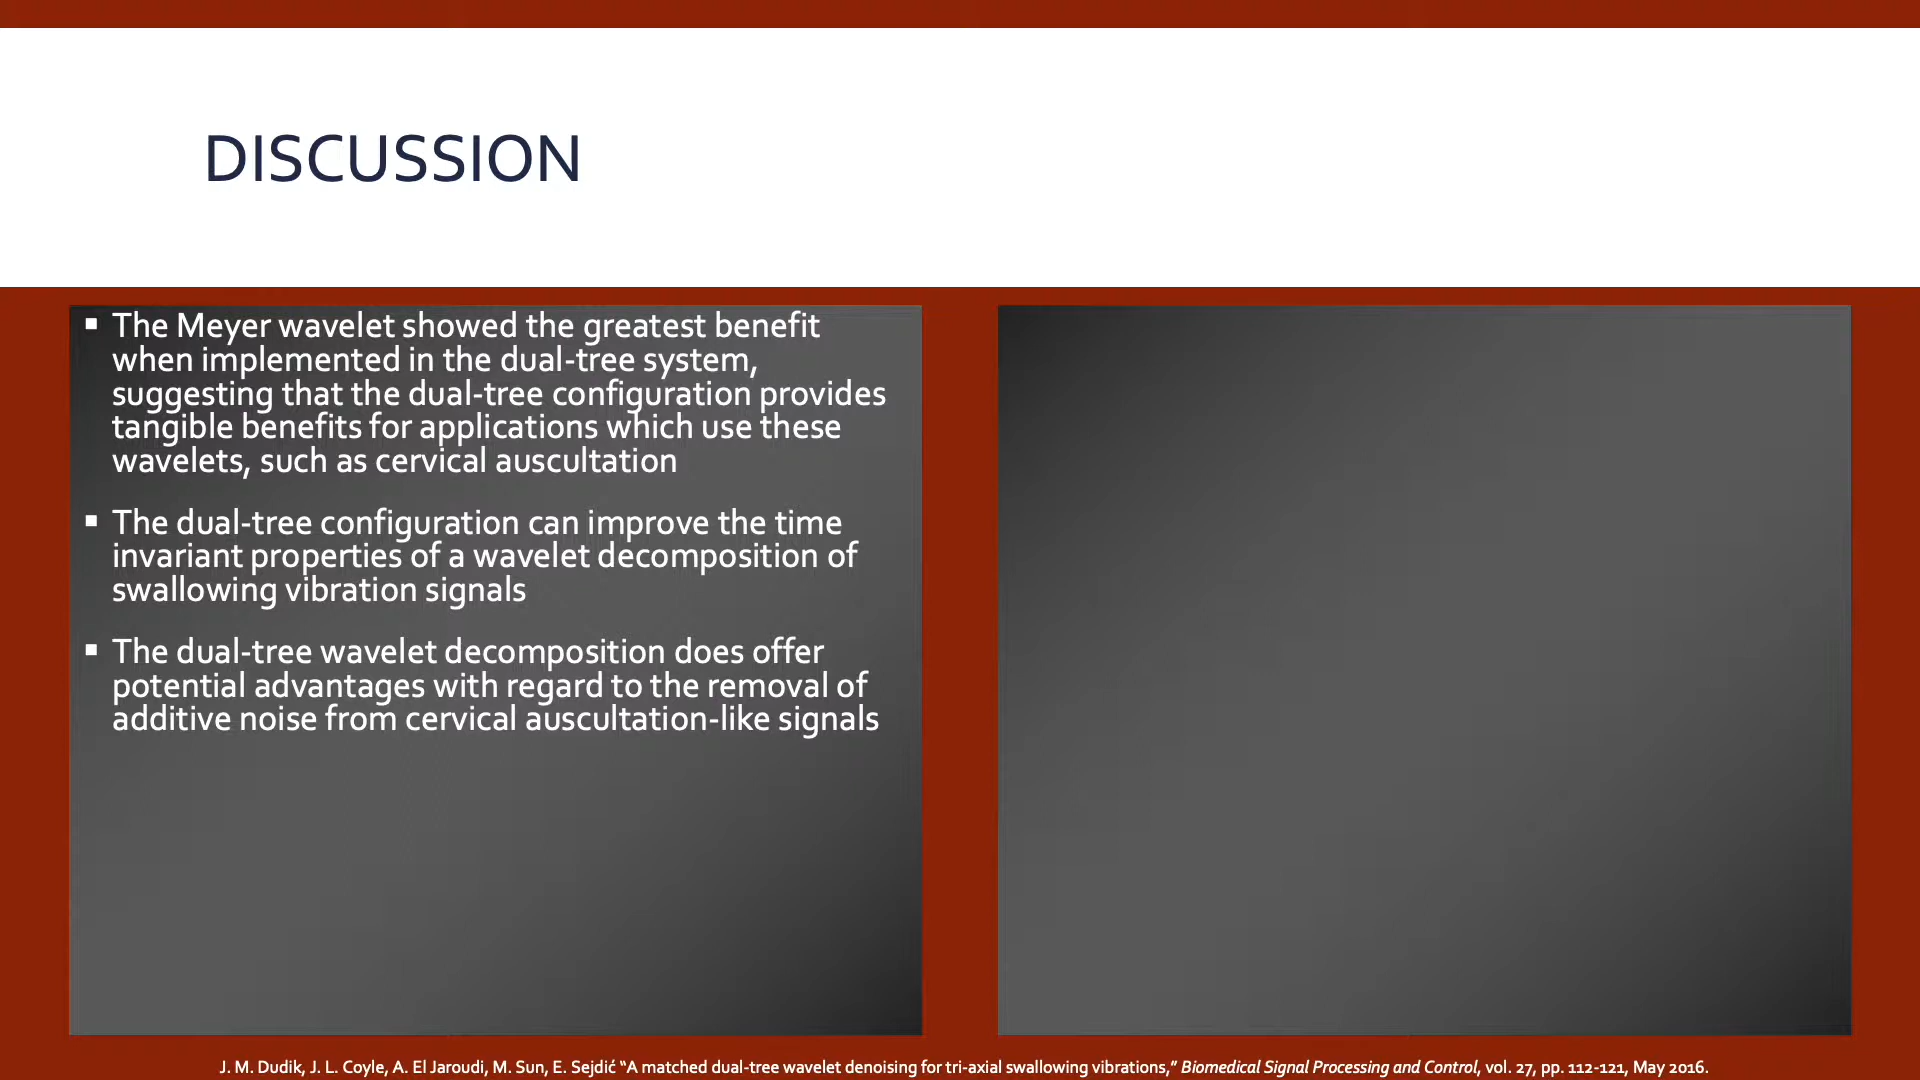 DISCUSSION
▪ The Meyer wavelet showed the greatest benefit
when implemented in the dual-tree system,
suggesting that the dual-tree configuration provides
tangible benefits for applications which use these
wavelets, such as cervical auscultation
▪ The dual-tree configuration can improve the time
invariant properties of a wavelet decomposition of
swallowing vibration signals
▪ The dual-tree wavelet decomposition does offer
potential advantages with regard to the removal of
additive noise from cervical auscultation-like signals
J. M. Dudik, J. L. Coyle, A. El Jaroudi, M. Sun, E. Sejdić “A matched dual-tree wavelet denoising for tri-axial swallowing vibrations,” Biomedical Signal Processing and Control, vol. 27, pp. 112-121, May 2016.